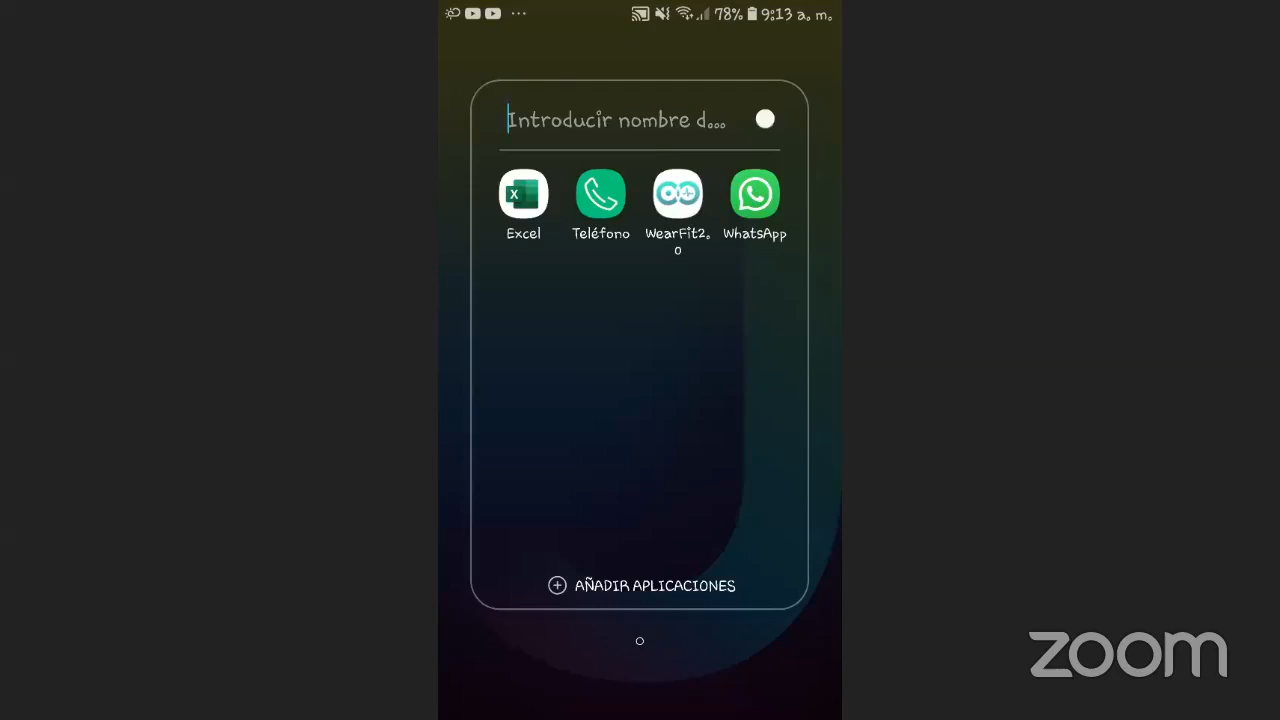 78% 9:13 a. m.
Introducir nombre d...
Excel
Teléfono
WearFit2.
0
WhatsApp
AÑADIR APLICACIONES
zoom